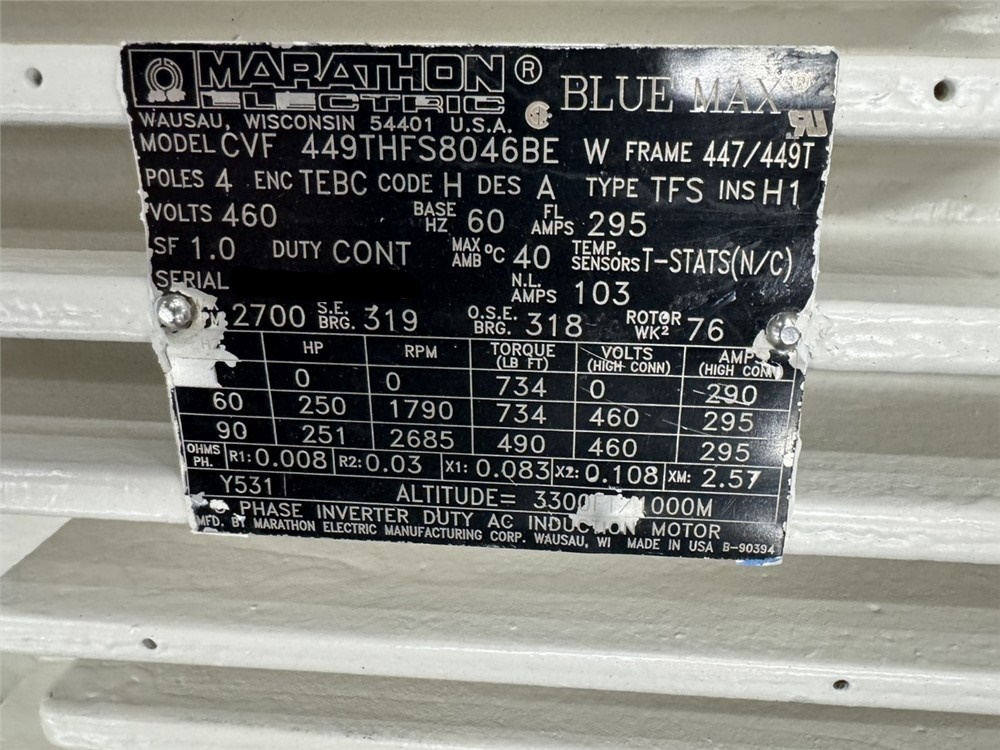 MARATHON® BLUE MAX®
ELECTRIC
WAUSAU, WISCONSIN 54401 U.S.A.
MODEL CVF 449THFS8046BE W FRAME 447/449T
POLES 4 ENC TEBC CODE H DES A TYPE TFS INS H1
VOLTS 460 BASE HZ 60 FL AMPS 295
SF 1.0 DUTY CONT MAX AMB °C 40 TEMP. SENSORS T-STATS(N/C)
SERIAL N.L. AMPS 103
2700 S.E. BRG. 319 O.S.E. BRG. 318 ROTOR WK² 76
HP RPM TORQUE (LB FT) VOLTS (HIGH CONN) AMPS (HIGH CONN)
0 0 734 0 290
60 250 1790 734 460 295
90 251 2685 490 460 295
OHMS PH. R1: 0.008 R2: 0.03 X1: 0.083 X2: 0.108 XM: 2.57
Y531 ALTITUDE= 3300 1000M
PHASE INVERTER DUTY AC INDUCTION MOTOR
MFD. BY MARATHON ELECTRIC MANUFACTURING CORP. WAUSAU, WI MADE IN USA B-90394